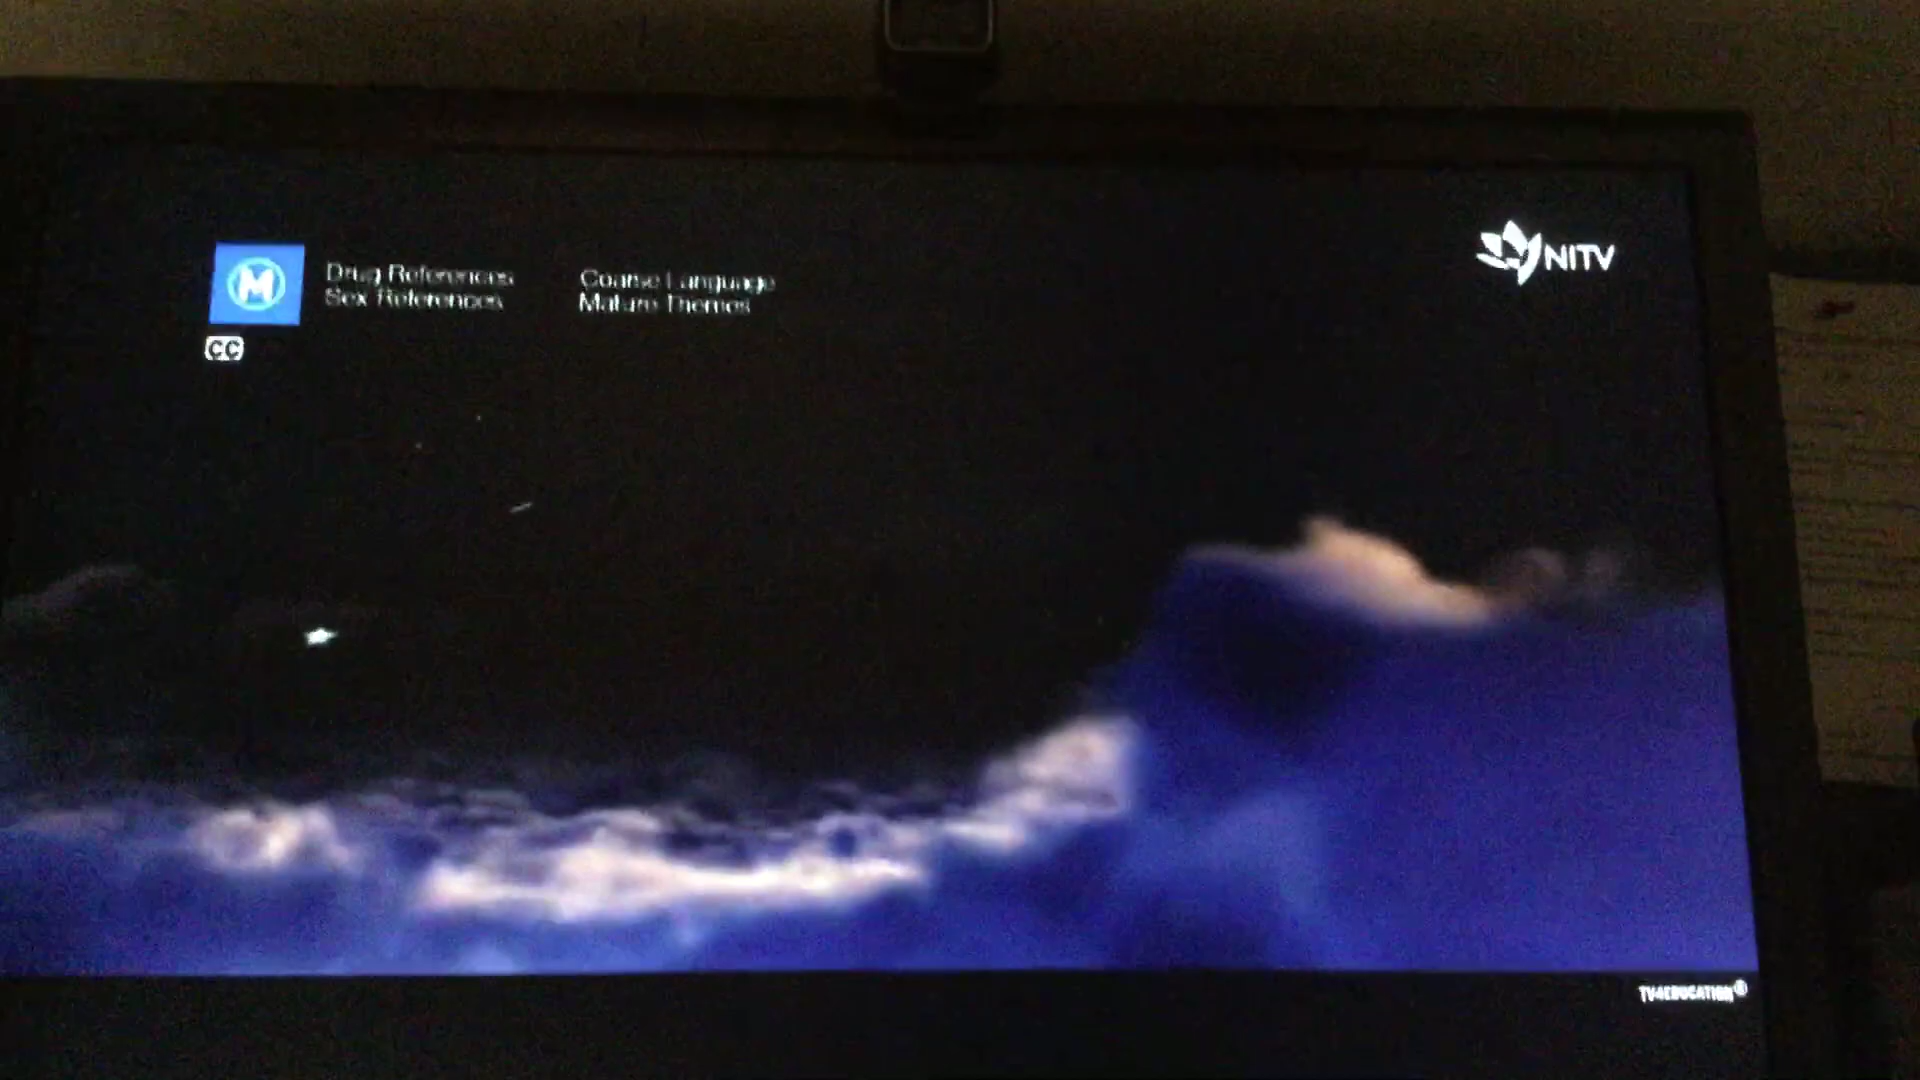 M
Drug References
Sex References
Coarse Language
Mature Themes
NITV
CC
TV4EDUCATION®